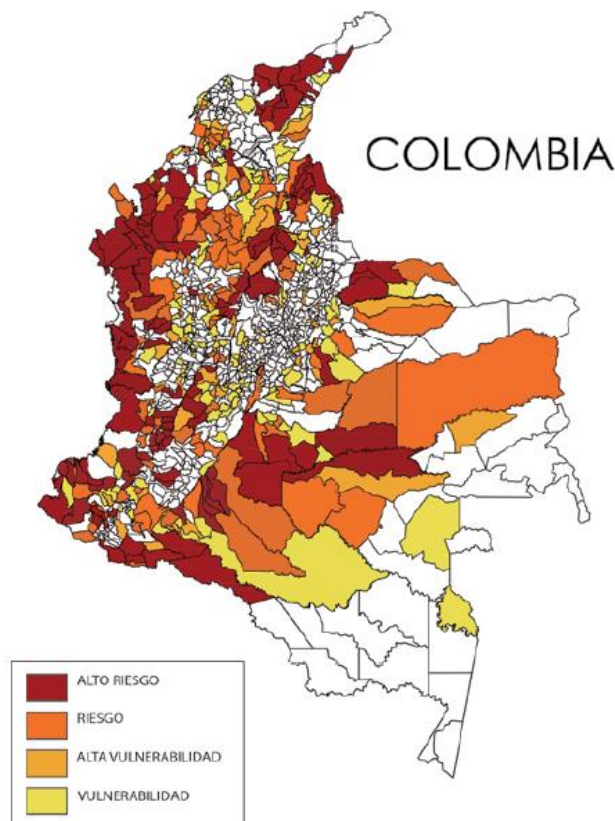 COLOMBIA
ALTO RIESGO
RIESGO
ALTA VULNERABILIDAD
VULNERABILIDAD